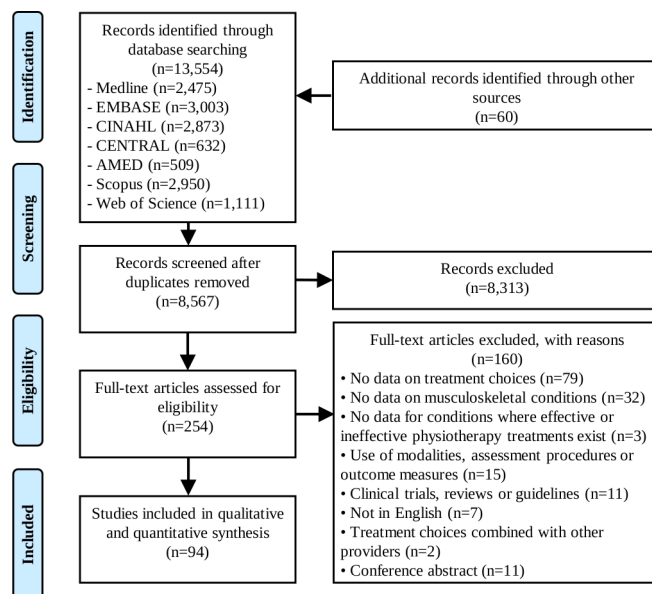 Identification
Records identified through
database searching
(n=13,554)
- Medline (n=2,475)
- EMBASE (n=3,003)
- CINAHL (n=2,873)
- CENTRAL (n=632)
- AMED (n=509)
- Scopus (n=2,950)
- Web of Science (n=1,111)
Additional records identified through other
sources
(n=60)
Screening
Records screened after
duplicates removed
(n=8,567)
Records excluded
(n=8,313)
Eligibility
Full-text articles assessed for
eligibility
(n=254)
Full-text articles excluded, with reasons
(n=160)
• No data on treatment choices (n=79)
• No data on musculoskeletal conditions (n=32)
• No data for conditions where effective or
ineffective physiotherapy treatments exist (n=3)
• Use of modalities, assessment procedures or
outcome measures (n=15)
• Clinical trials, reviews or guidelines (n=11)
• Not in English (n=7)
• Treatment choices combined with other
providers (n=2)
• Conference abstract (n=11)
Included
Studies included in qualitative
and quantitative synthesis
(n=94)